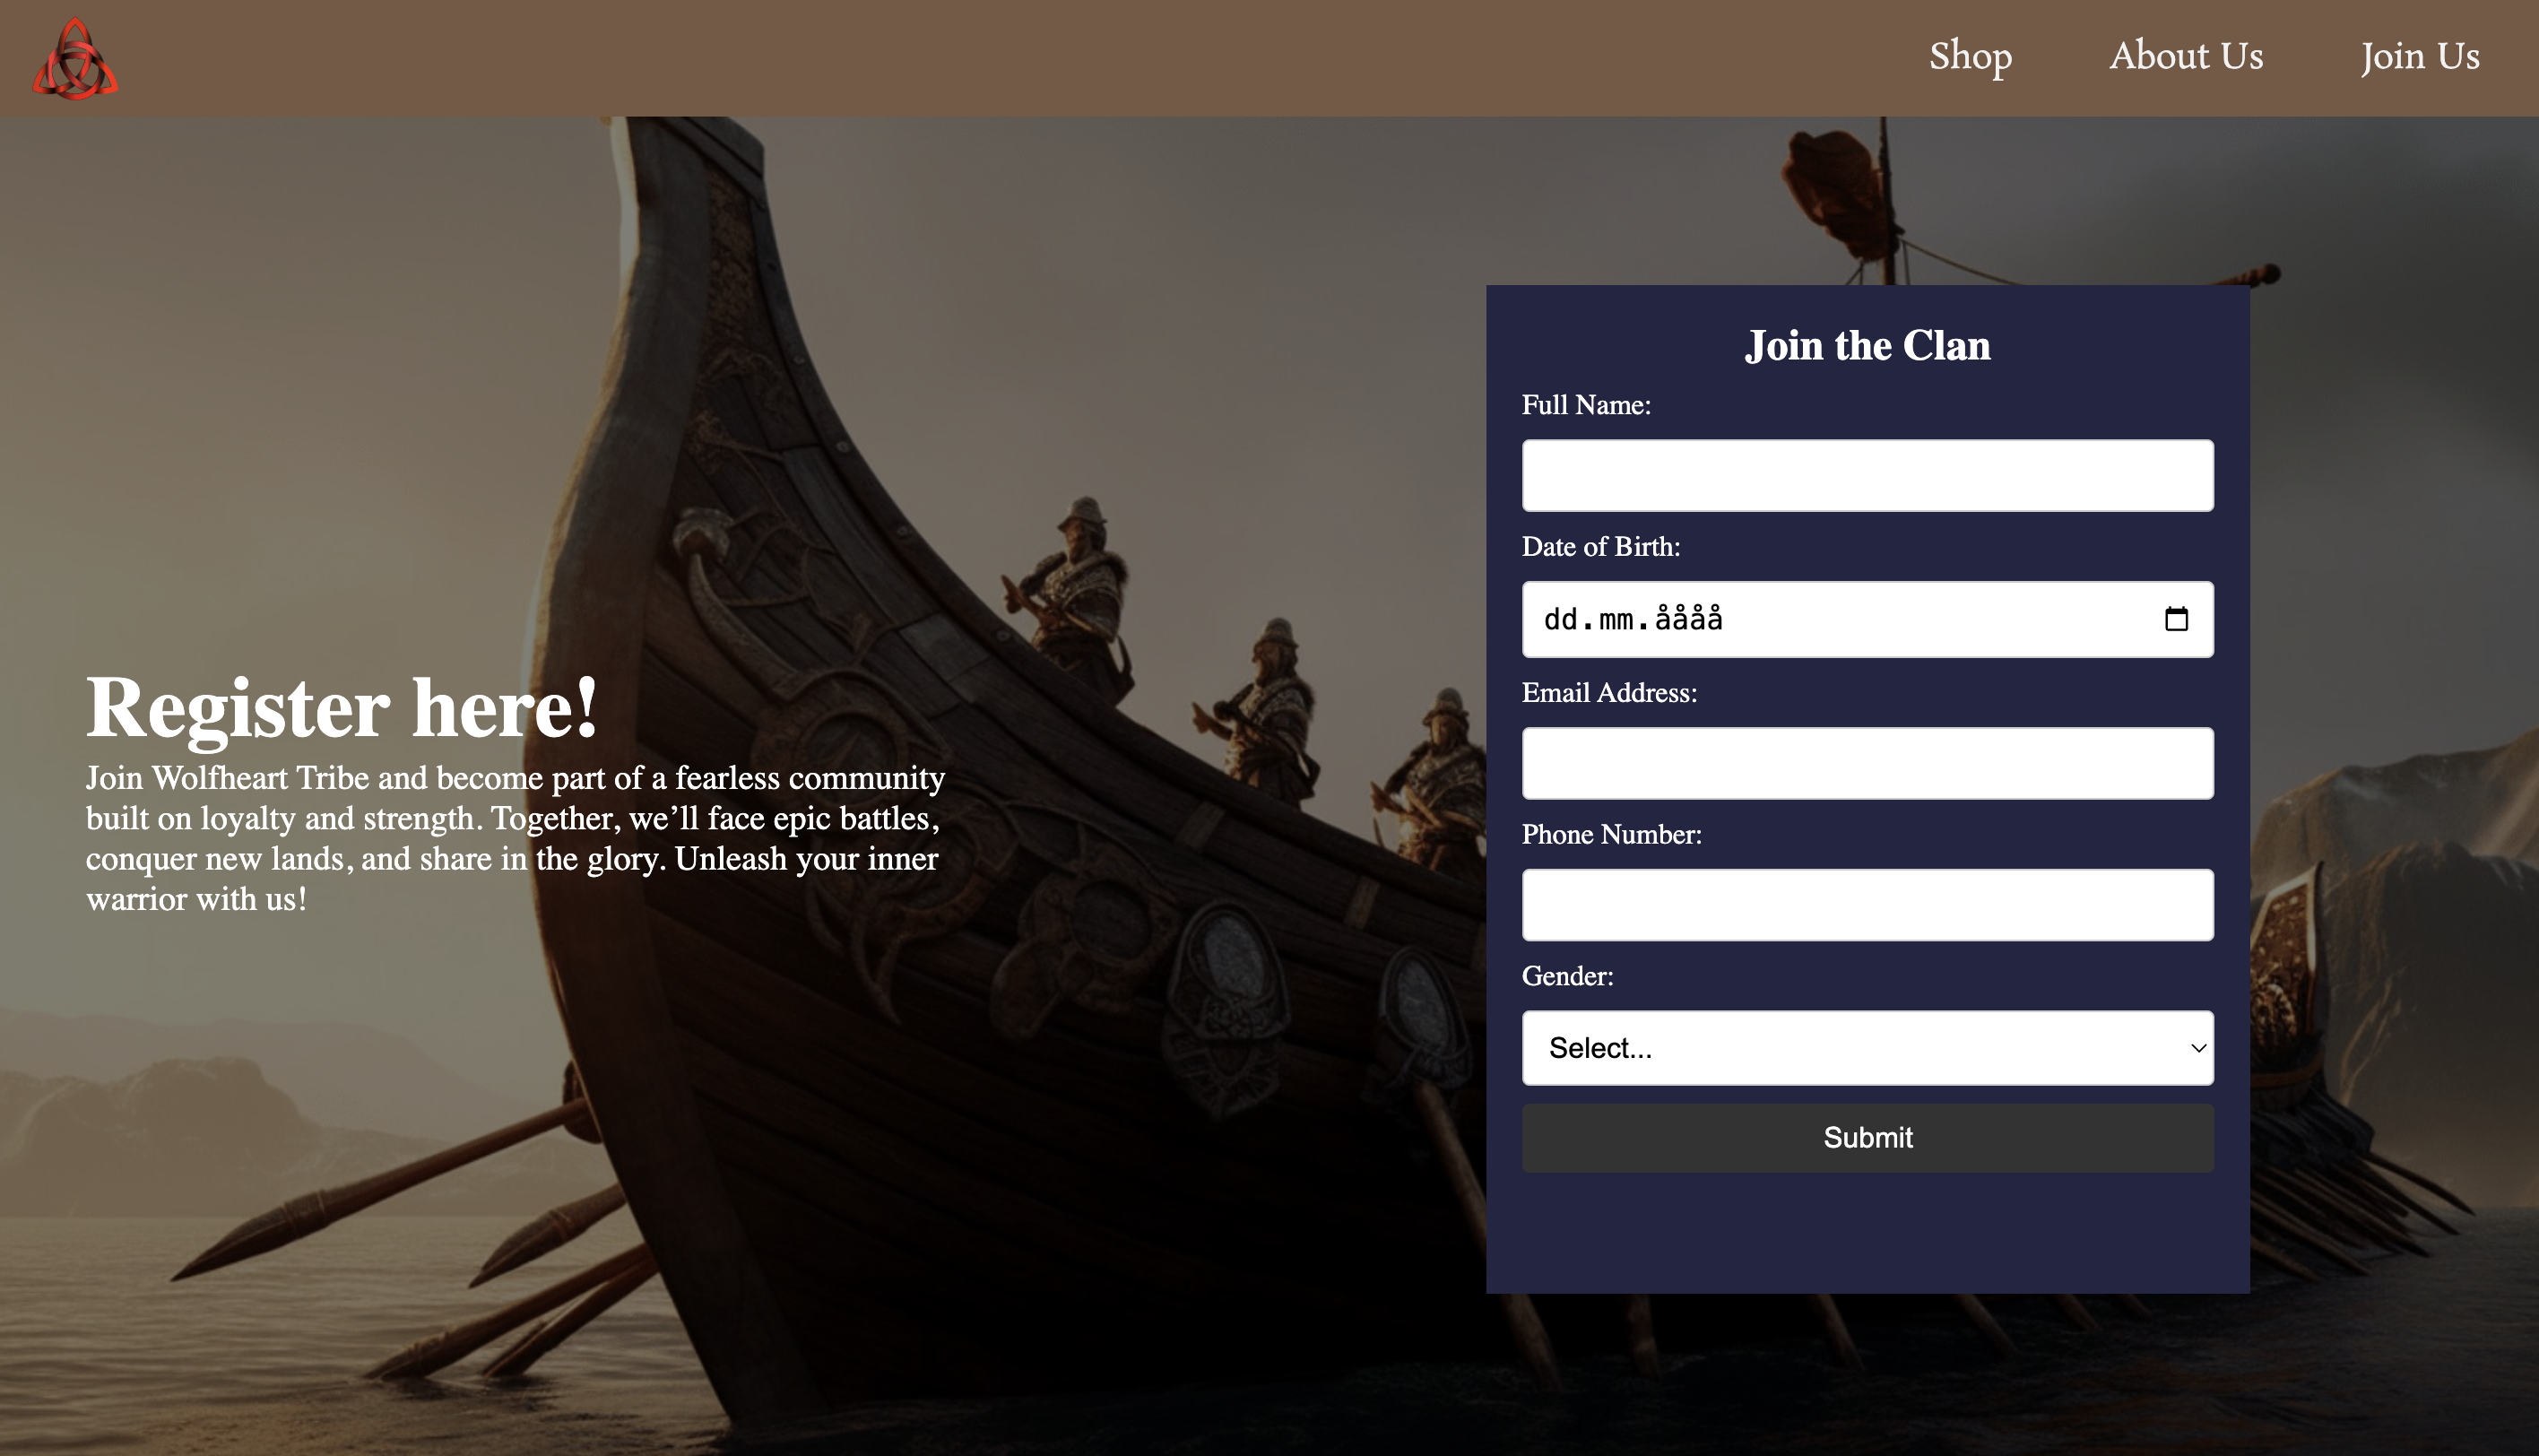 Shop
About Us
Join Us
Join the Clan
Full Name:
Date of Birth:
dd.mm.åååå
Email Address:
Phone Number:
Gender:
Select...
Submit
Register here!
Join Wolfheart Tribe and become part of a fearless community
built on loyalty and strength. Together, we’ll face epic battles,
conquer new lands, and share in the glory. Unleash your inner
warrior with us!